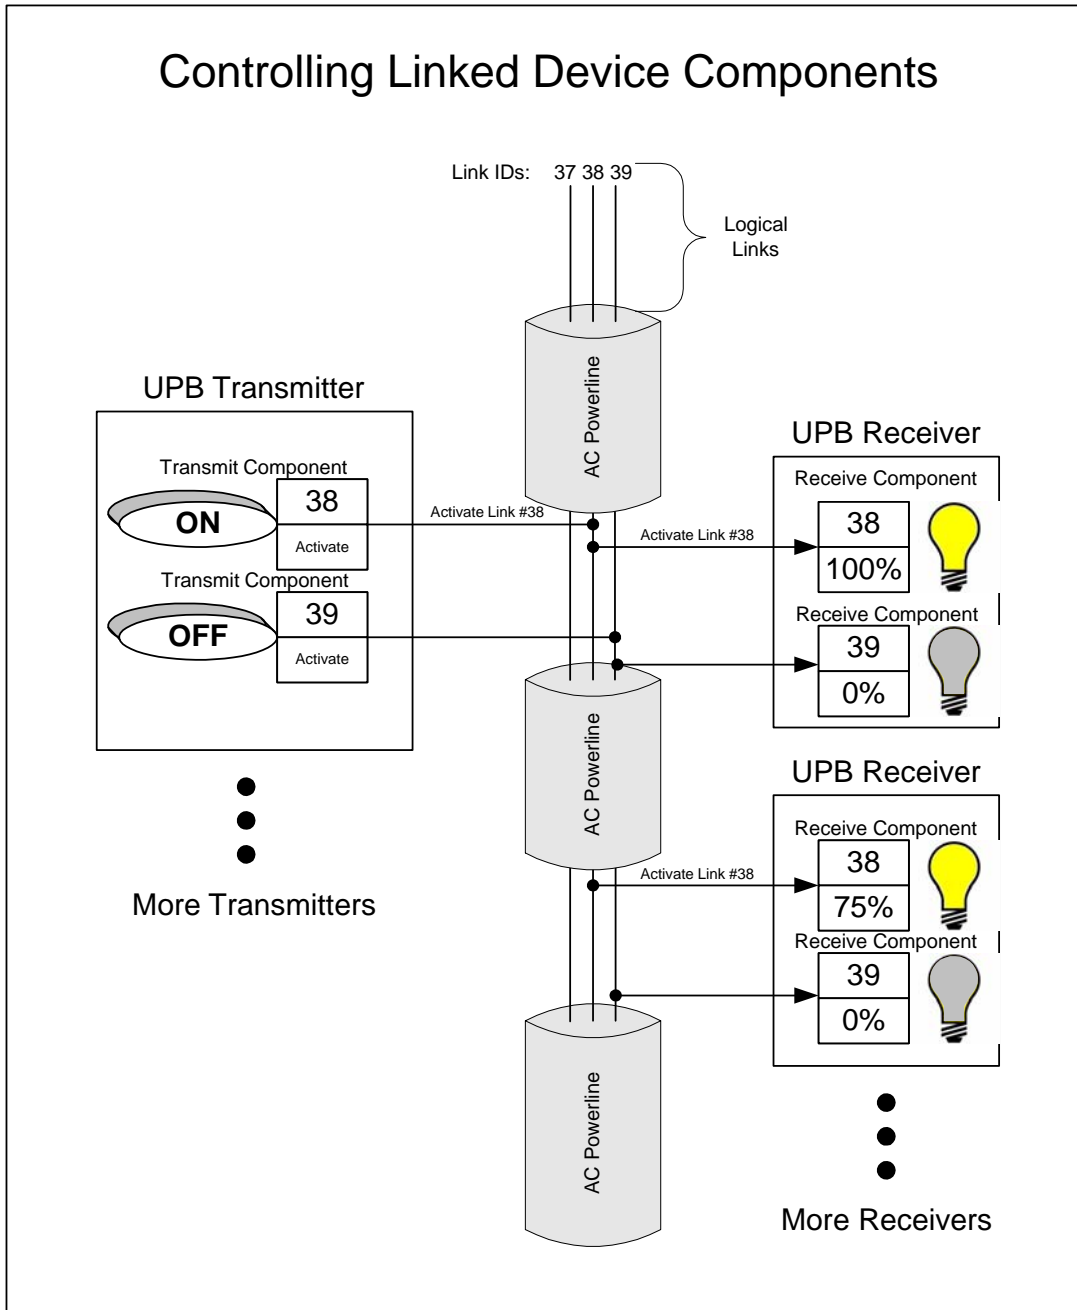 Controlling Linked Device Components
Link IDs: 37 38 39
Logical
Links
AC Powerline
UPB Transmitter
Transmit Component
ON
38
Activate
Activate Link #38
Transmit Component
OFF
39
Activate
More Transmitters
UPB Receiver
Receive Component
Activate Link #38
38
100%
Receive Component
39
0%
AC Powerline
UPB Receiver
Receive Component
Activate Link #38
38
75%
Receive Component
39
0%
AC Powerline
More Receivers